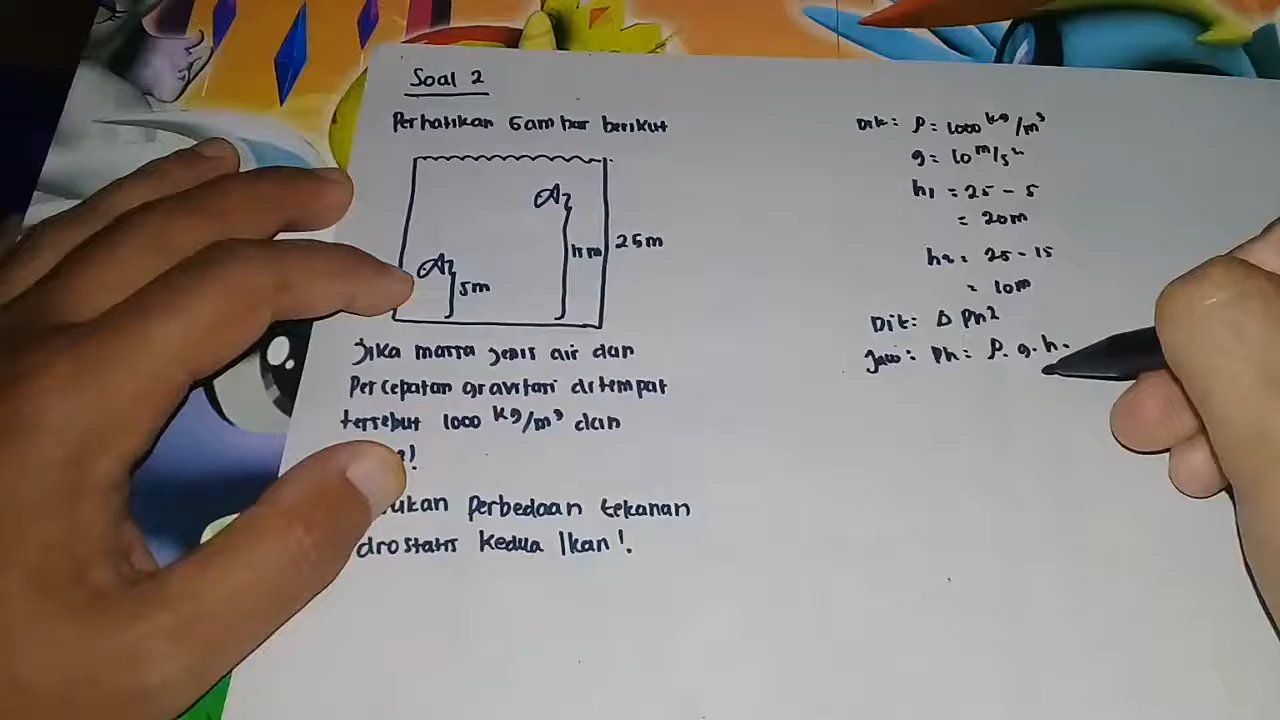 Soal 2
Perhatikan Gambar berikut
25m
15m
5m
Jika massa jenis air dan
Percepatan gravitasi ditempat
tersebut 1000 kg/m³ dan
!
ukan Perbedaan tekanan
drostatis kedua Ikan!.
Dik: ρ = 1000 kg/m³
g = 10 m/s²
h1 = 25 - 5
= 20m
h2 = 25 - 15
= 10m
Dit: Δ Ph?
Jaw: Ph = ρ. g. h.